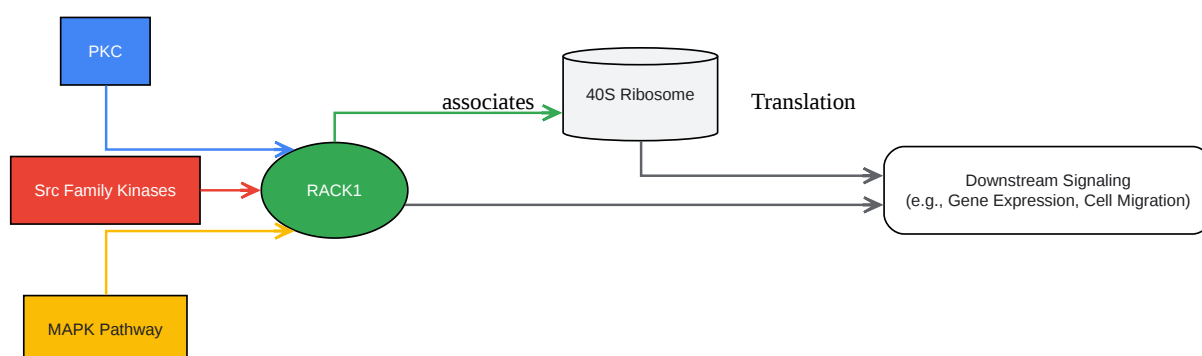 PKC
associates
40S Ribosome
Translation
Src Family Kinases
RACK1
Downstream Signaling
(e.g., Gene Expression, Cell Migration)
MAPK Pathway